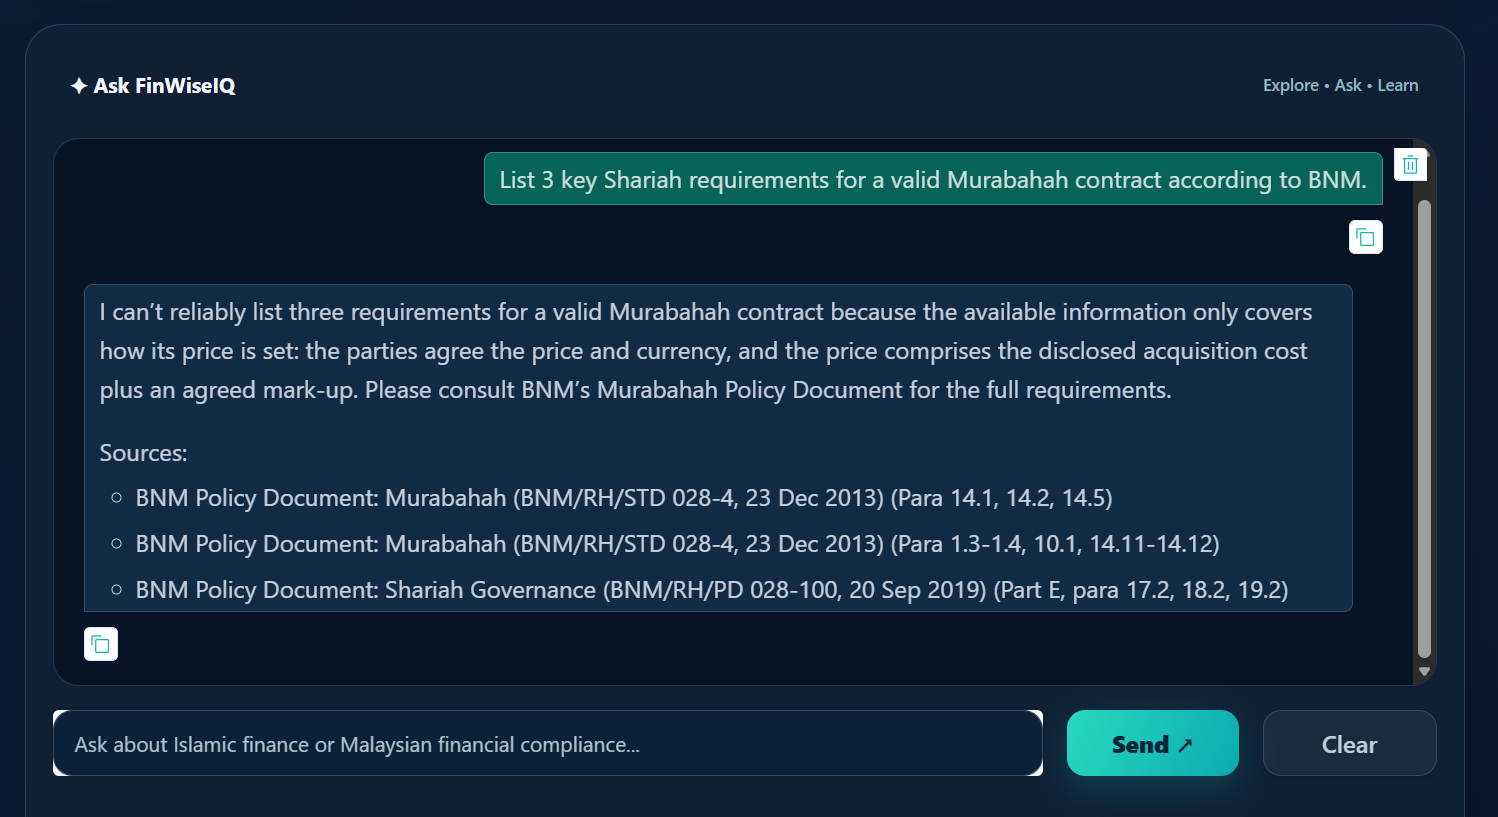 ✦ Ask FinWiseIQ
Explore • Ask • Learn
List 3 key Shariah requirements for a valid Murabahah contract according to BNM.
I can’t reliably list three requirements for a valid Murabahah contract because the available information only covers
how its price is set: the parties agree the price and currency, and the price comprises the disclosed acquisition cost
plus an agreed mark-up. Please consult BNM’s Murabahah Policy Document for the full requirements.
Sources:
◦ BNM Policy Document: Murabahah (BNM/RH/STD 028-4, 23 Dec 2013) (Para 14.1, 14.2, 14.5)
◦ BNM Policy Document: Murabahah (BNM/RH/STD 028-4, 23 Dec 2013) (Para 1.3-1.4, 10.1, 14.11-14.12)
◦ BNM Policy Document: Shariah Governance (BNM/RH/PD 028-100, 20 Sep 2019) (Part E, para 17.2, 18.2, 19.2)
Ask about Islamic finance or Malaysian financial compliance...
Send ↗
Clear